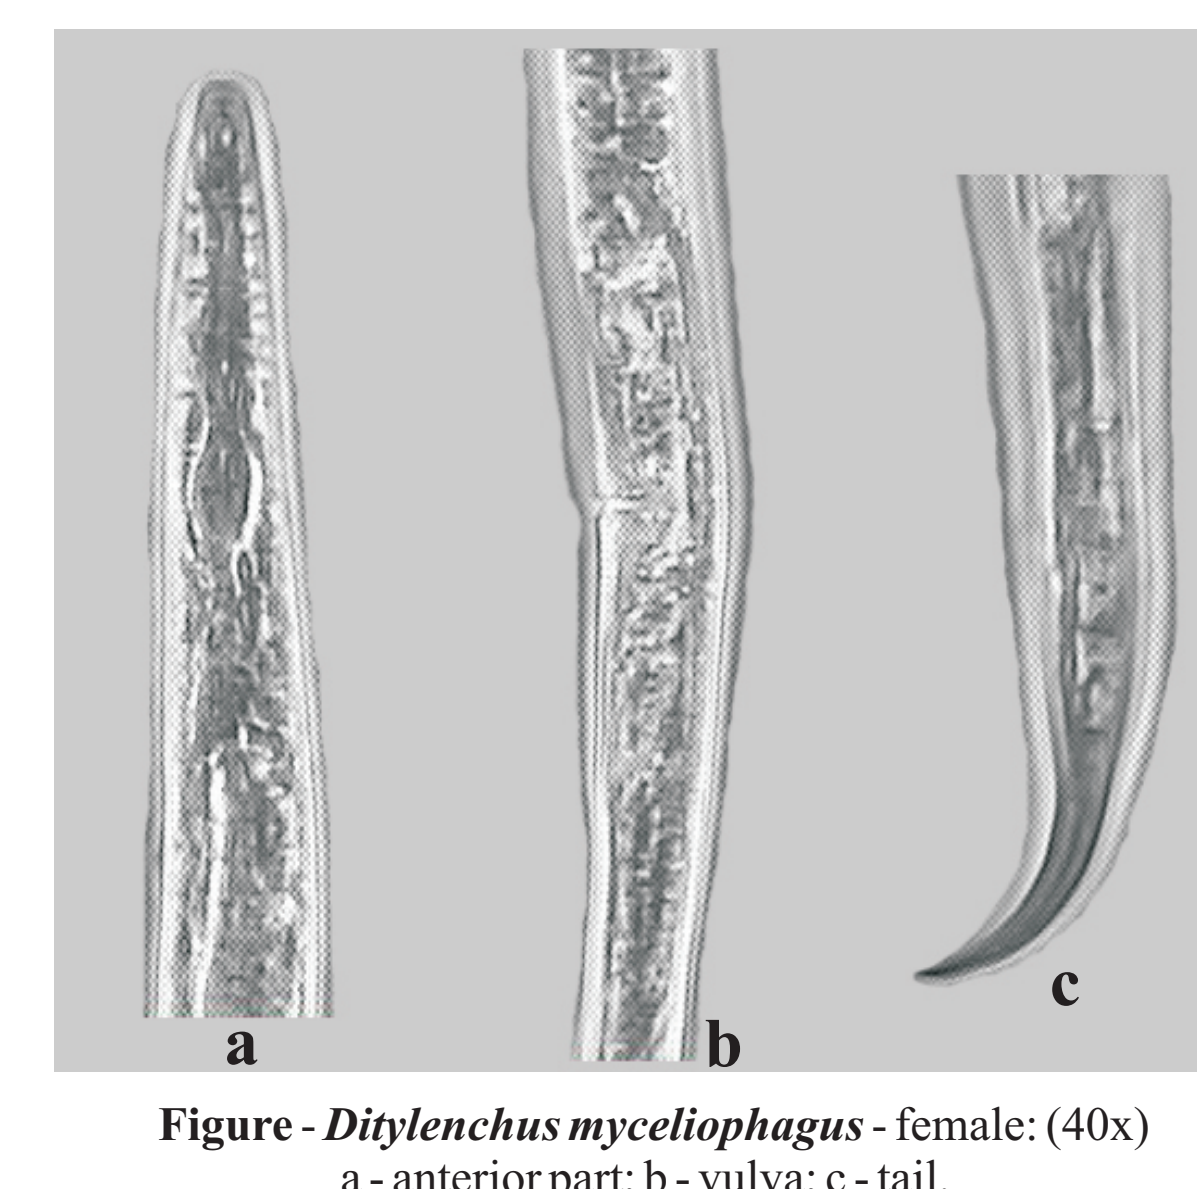 a
b
c
Figure - Ditylenchus myceliophagus - female: (40x)
a - anterior part; b - vulva; c - tail.